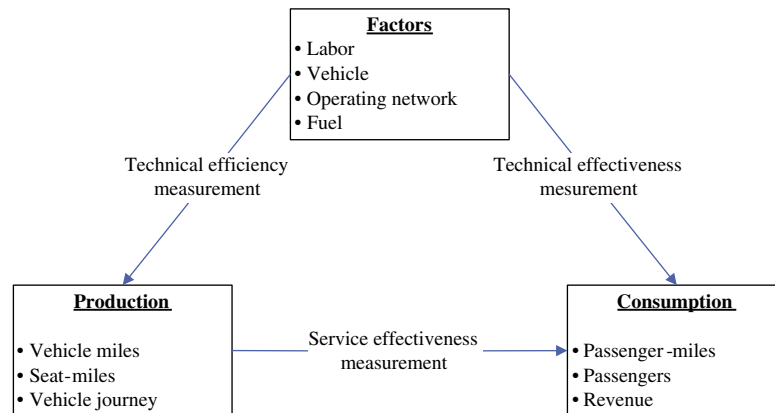 Factors
• Labor
• Vehicle
• Operating network
• Fuel
Technical efficiency
measurement
Technical effectiveness
mesurement
Production
• Vehicle miles
• Seat-miles
• Vehicle journey
Service effectiveness
measurement
Consumption
• Passenger-miles
• Passengers
• Revenue